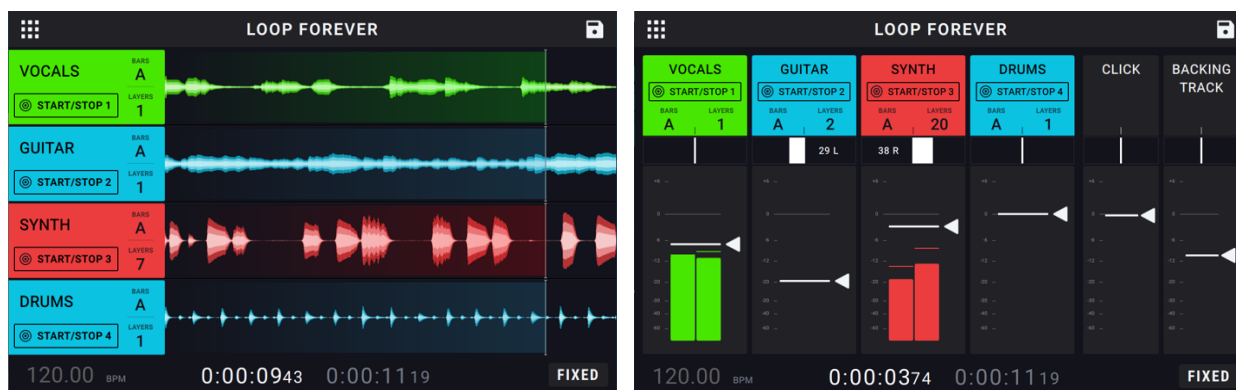 LOOP FOREVER
VOCALS
BARS
A
START/STOP 1
LAYERS
1
GUITAR
BARS
A
START/STOP 2
LAYERS
1
SYNTH
BARS
A
START/STOP 3
LAYERS
7
DRUMS
BARS
A
START/STOP 4
LAYERS
1
120.00 BPM 0:00:0943 0:00:1119 FIXED
LOOP FOREVER
VOCALS GUITAR SYNTH DRUMS CLICK BACKING TRACK
START/STOP 1 START/STOP 2 START/STOP 3 START/STOP 4
BARS LAYERS BARS LAYERS BARS LAYERS BARS LAYERS
A 1 A 2 A 20 A 1
29 L 38 R
120.00 BPM 0:00:0374 0:00:1119 FIXED